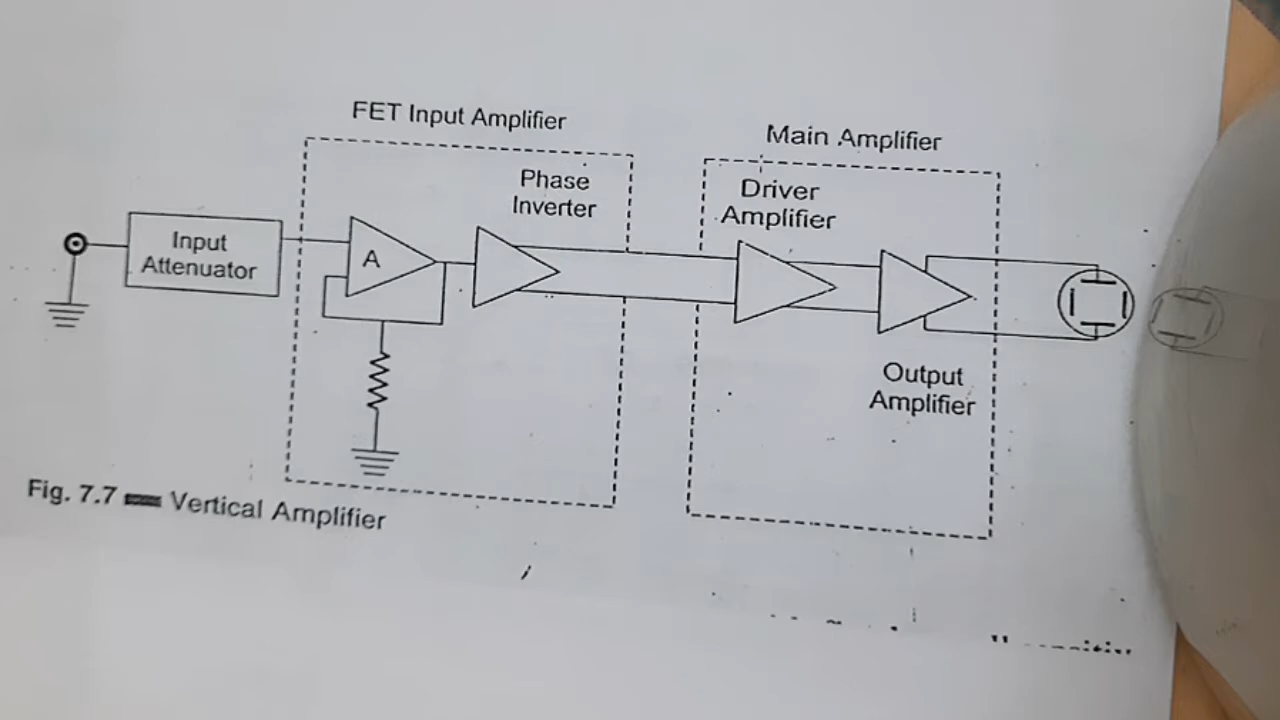 FET Input Amplifier
Main Amplifier
Phase
Inverter
Driver
Amplifier
Input
Attenuator
A
Output
Amplifier
Fig. 7.7 Vertical Amplifier